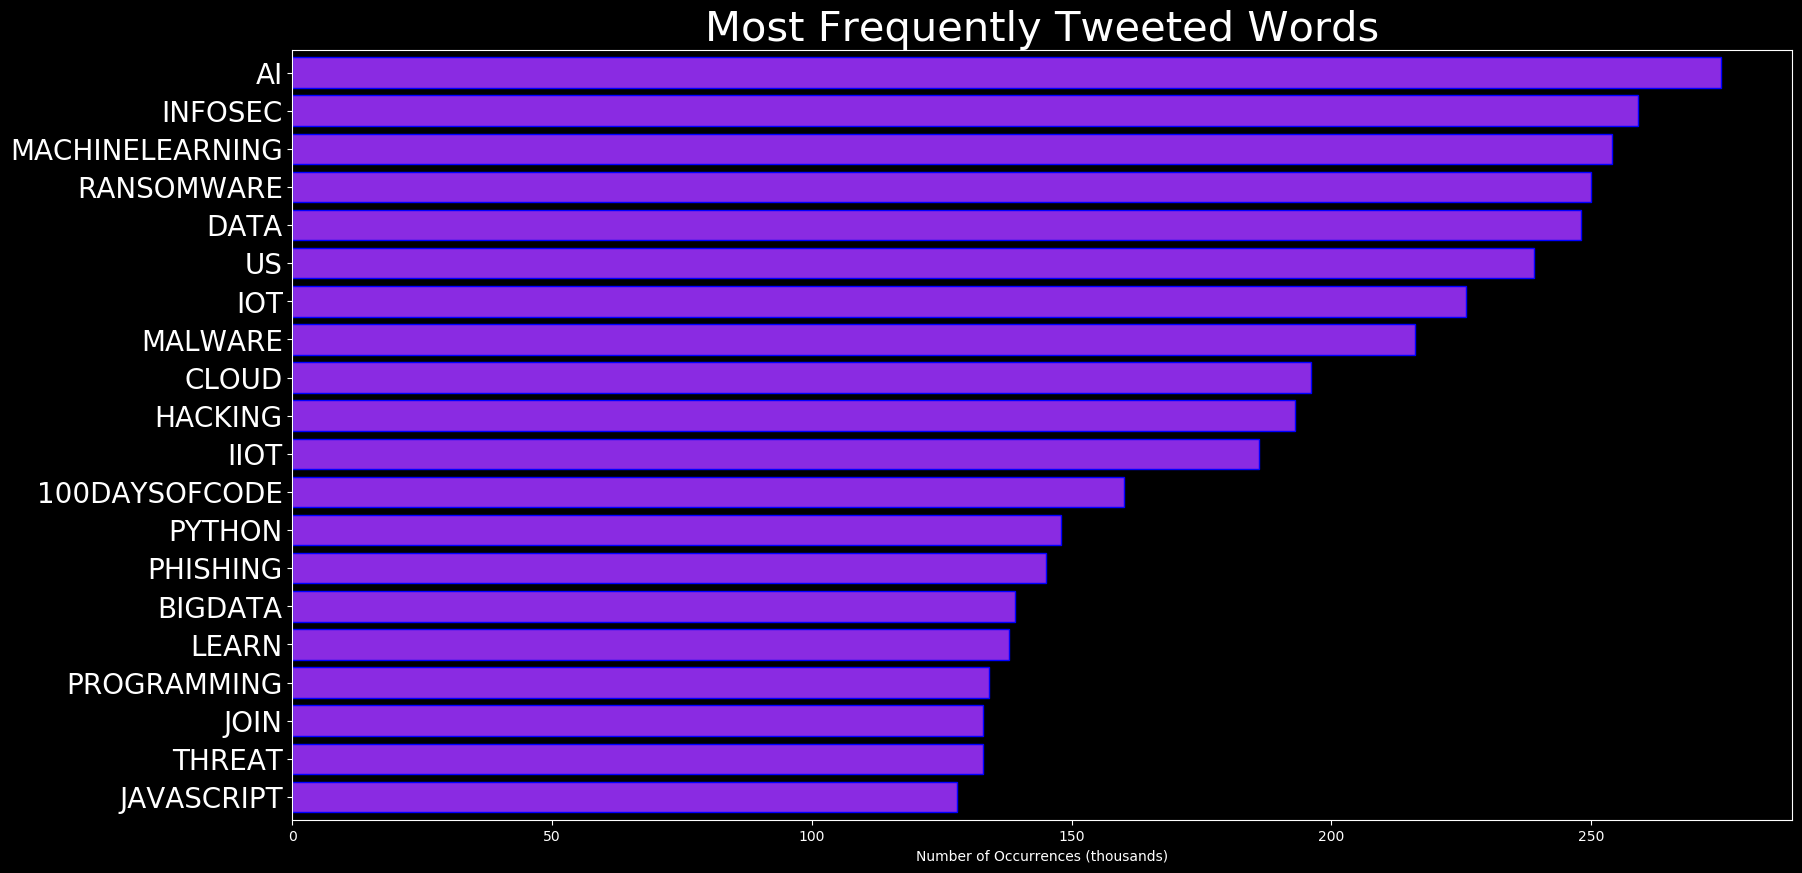 Most Frequently Tweeted Words
AI
INFOSEC
MACHINELEARNING
RANSOMWARE
DATA
US
IOT
MALWARE
CLOUD
HACKING
IIOT
100DAYSOFCODE
PYTHON
PHISHING
BIGDATA
LEARN
PROGRAMMING
JOIN
THREAT
JAVASCRIPT
0 50 100 150 200 250
Number of Occurrences (thousands)